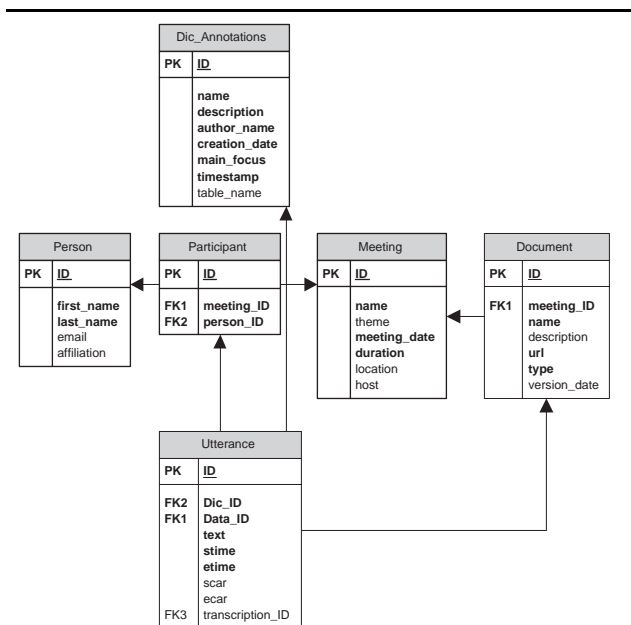 Dic_Annotations
PK ID
name
description
author_name
creation_date
main_focus
timestamp
table_name
Person
PK ID
first_name
last_name
email
affiliation
Participant
PK ID
FK1 meeting_ID
FK2 person_ID
Meeting
PK ID
name
theme
meeting_date
duration
location
host
Document
PK ID
FK1 meeting_ID
name
description
url
type
version_date
Utterance
PK ID
FK2 Dic_ID
FK1 Data_ID
text
stime
etime
scar
ecar
FK3 transcription_ID